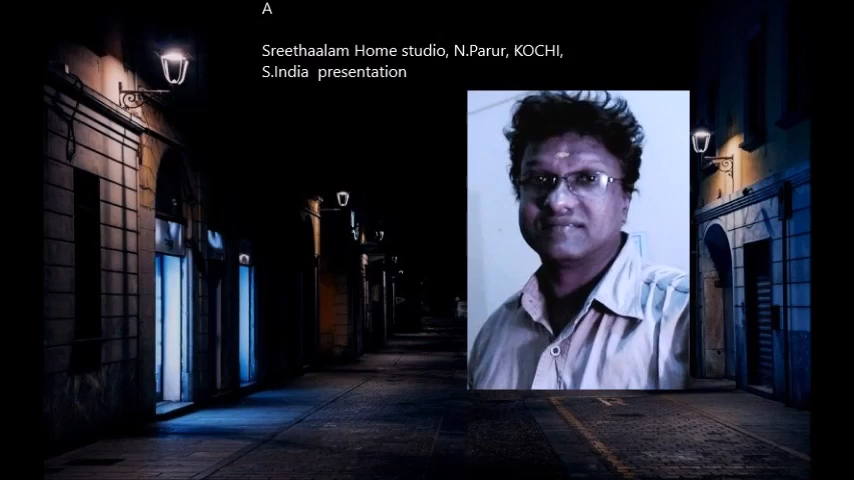 A
Sreethaalam Home studio, N.Parur, KOCHI,
S.India  presentation